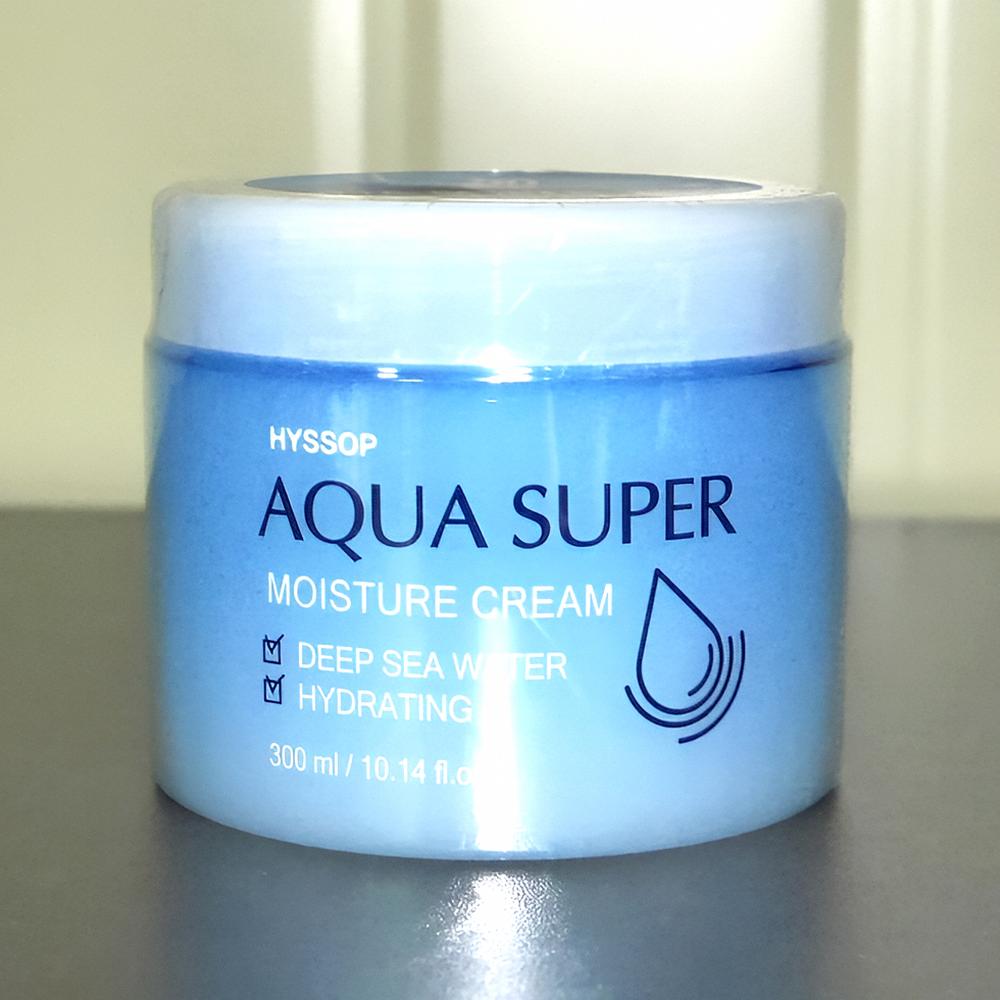 HYSSOP
AQUA SUPER
MOISTURE CREAM
DEEP SEA WATER
HYDRATING
300 ml / 10.14 fl.o